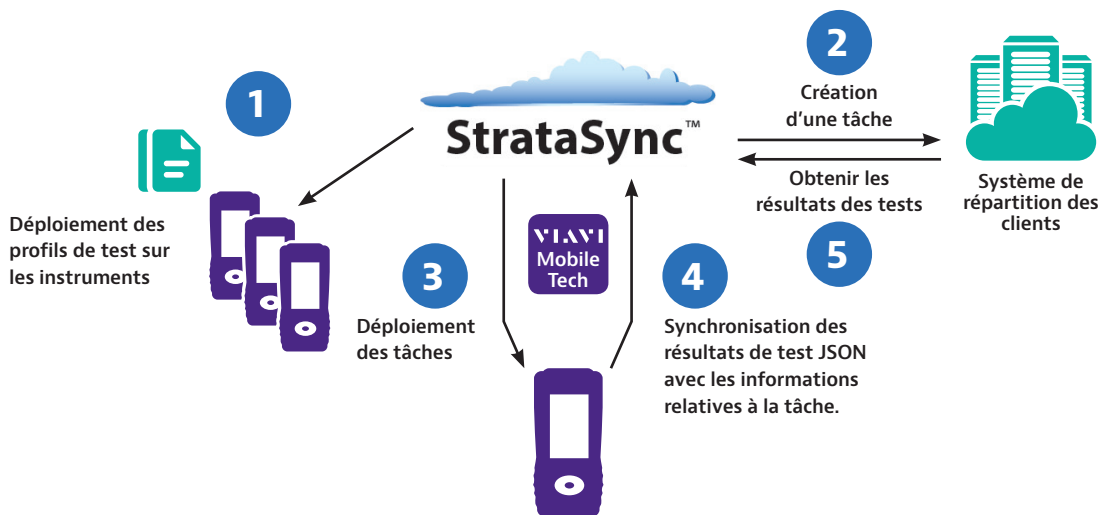 1
Déploiement des
profils de test sur
les instruments
StrataSync™
2
Création
d'une tâche
Obtenir les
résultats des tests
5
Système de
répartition des
clients
3
Déploiement
des tâches
VIAVI
Mobile
Tech
4
Synchronisation des
résultats de test JSON
avec les informations
relatives à la tâche.